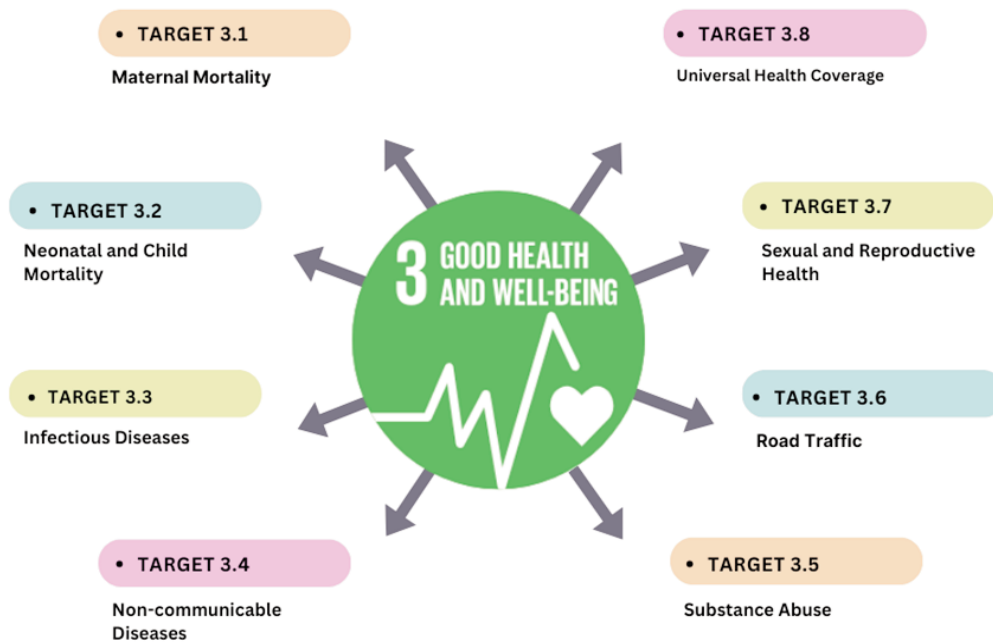 • TARGET 3.1
Maternal Mortality
• TARGET 3.8
Universal Health Coverage
• TARGET 3.2
Neonatal and Child
Mortality
• TARGET 3.7
Sexual and Reproductive
Health
3 GOOD HEALTH
AND WELL-BEING
• TARGET 3.3
Infectious Diseases
• TARGET 3.6
Road Traffic
• TARGET 3.4
Non-communicable
Diseases
• TARGET 3.5
Substance Abuse